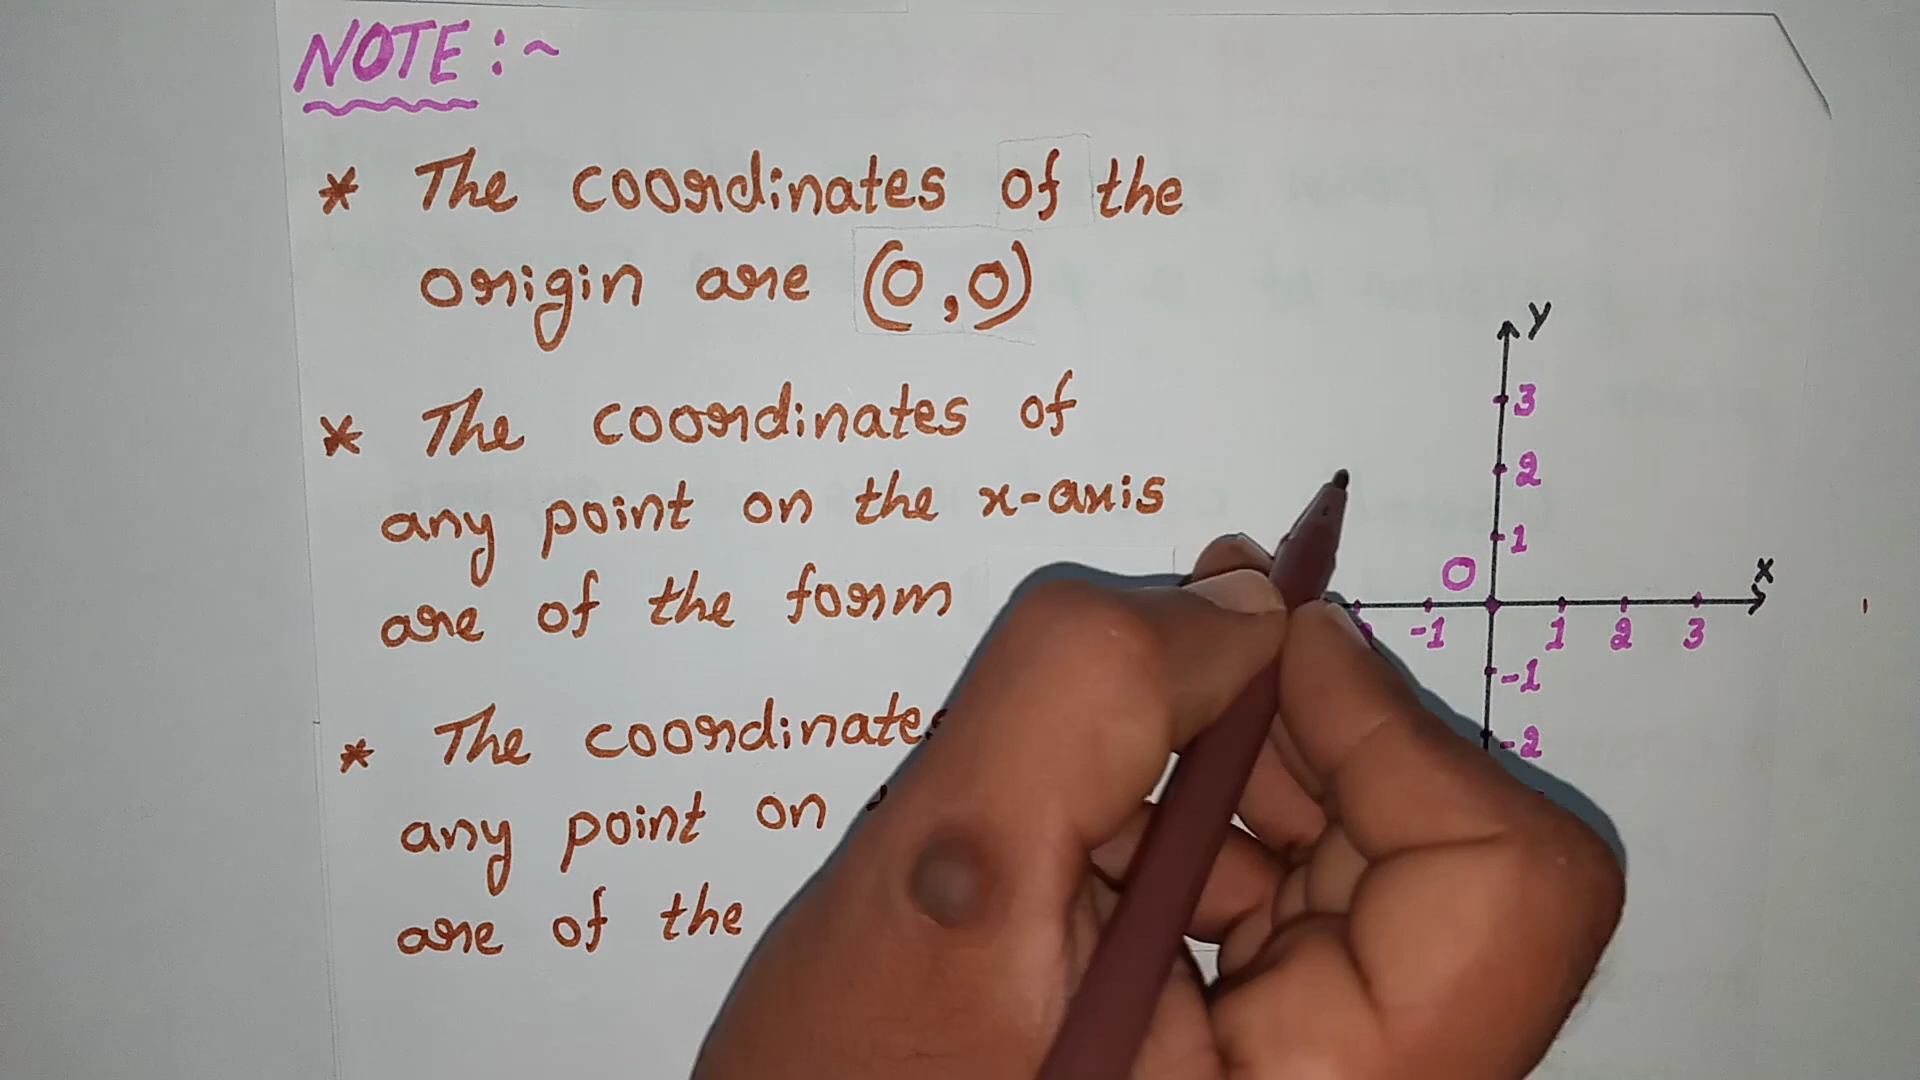 NOTE:~
* The coordinates of the
origin are (0,0)
* The coordinates of
any point on the x-axis
are of the form
* The coordinates
any point on
are of the
y
3
2
1
O
x
-1 1 2 3
-1
-2